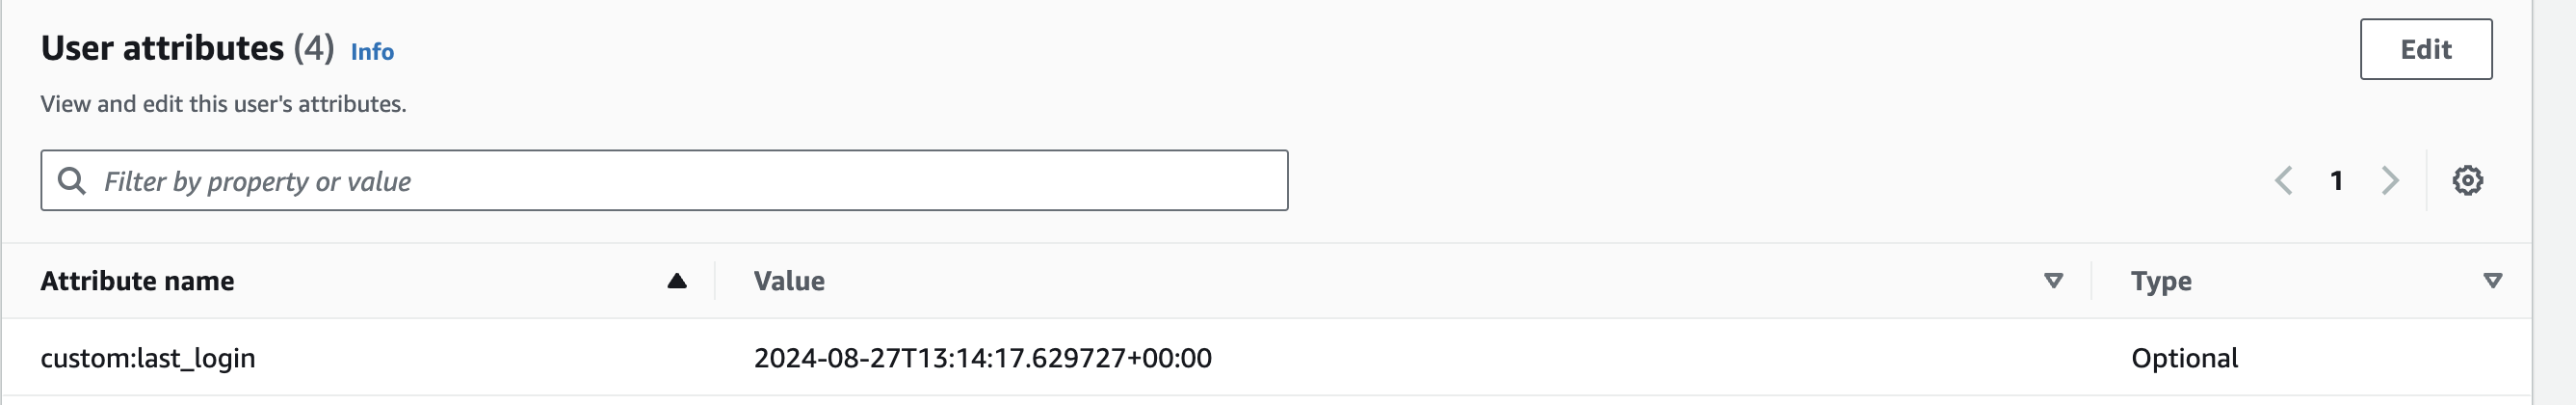 User attributes (4) Info
Edit
View and edit this user's attributes.
Filter by property or value
1
Attribute name Value Type
custom:last_login 2024-08-27T13:14:17.629727+00:00 Optional